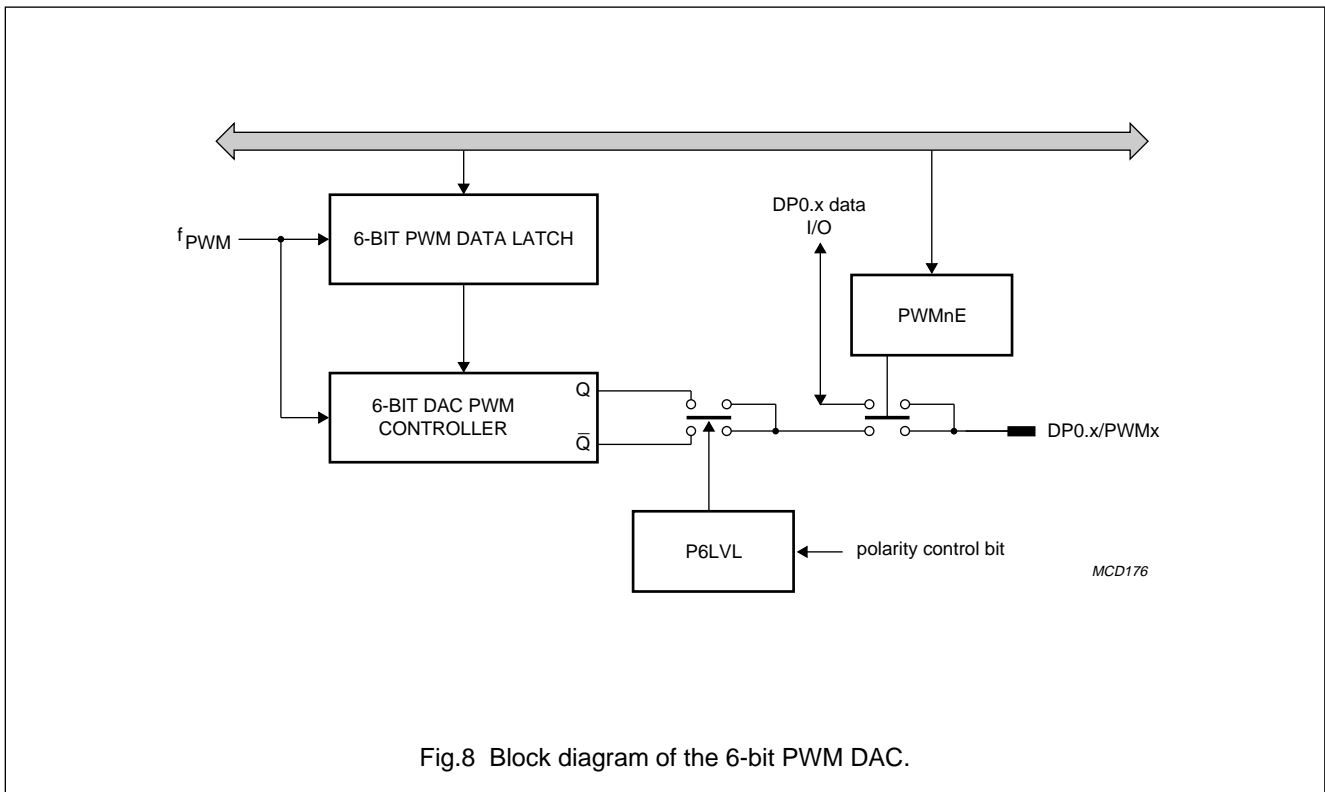 DP0.x data
I/O
f PWM
6-BIT PWM DATA LATCH
PWMnE
6-BIT DAC PWM
CONTROLLER
Q
Q̅
DP0.x/PWMx
P6LVL
polarity control bit
MCD176
Fig.8 Block diagram of the 6-bit PWM DAC.